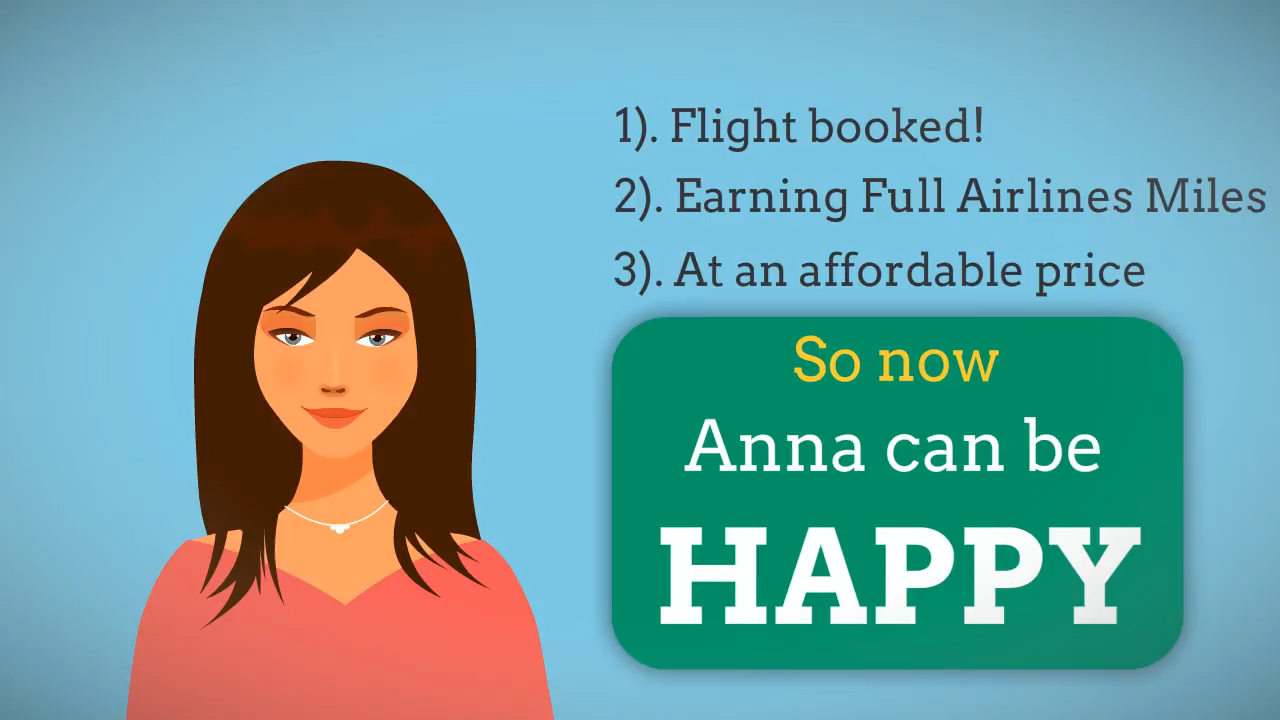 1). Flight booked!
2). Earning Full Airlines Miles
3). At an affordable price
So now
Anna can be
HAPPY